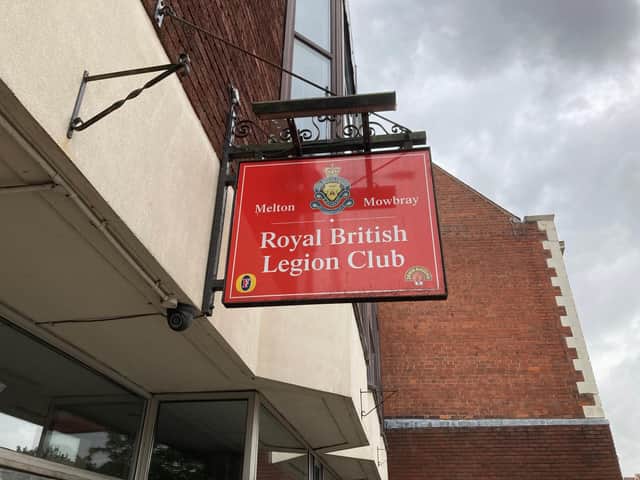 Melton Mowbray
Royal British
Legion Club